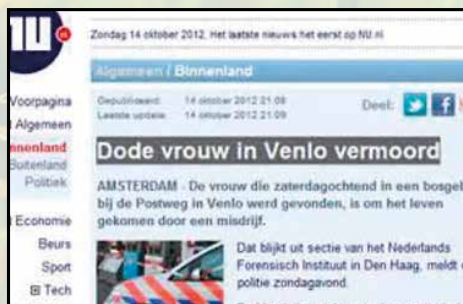 NU
nl
Zondag 14 oktober 2012, Het laatste nieuws het eerst op NU.nl
Algemeen / Binnenland
Voorpagina
Algemeen
nnenland
Buitenland
Politiek
Economie
Beurs
Sport
Tech
Gepubliceerd: 14 oktober 2012 21:09
Laatste update: 14 oktober 2012 21:09
Deel:
Dode vrouw in Venlo vermoord
AMSTERDAM - De vrouw die zaterdagochtend in een bosgel
bij de Postweg in Venlo werd gevonden, is om het leven
gekomen door een misdrijf.
Dat blijkt uit sectie van het Nederlands
Forensisch Instituut in Den Haag, meldt
politie zondagavond.